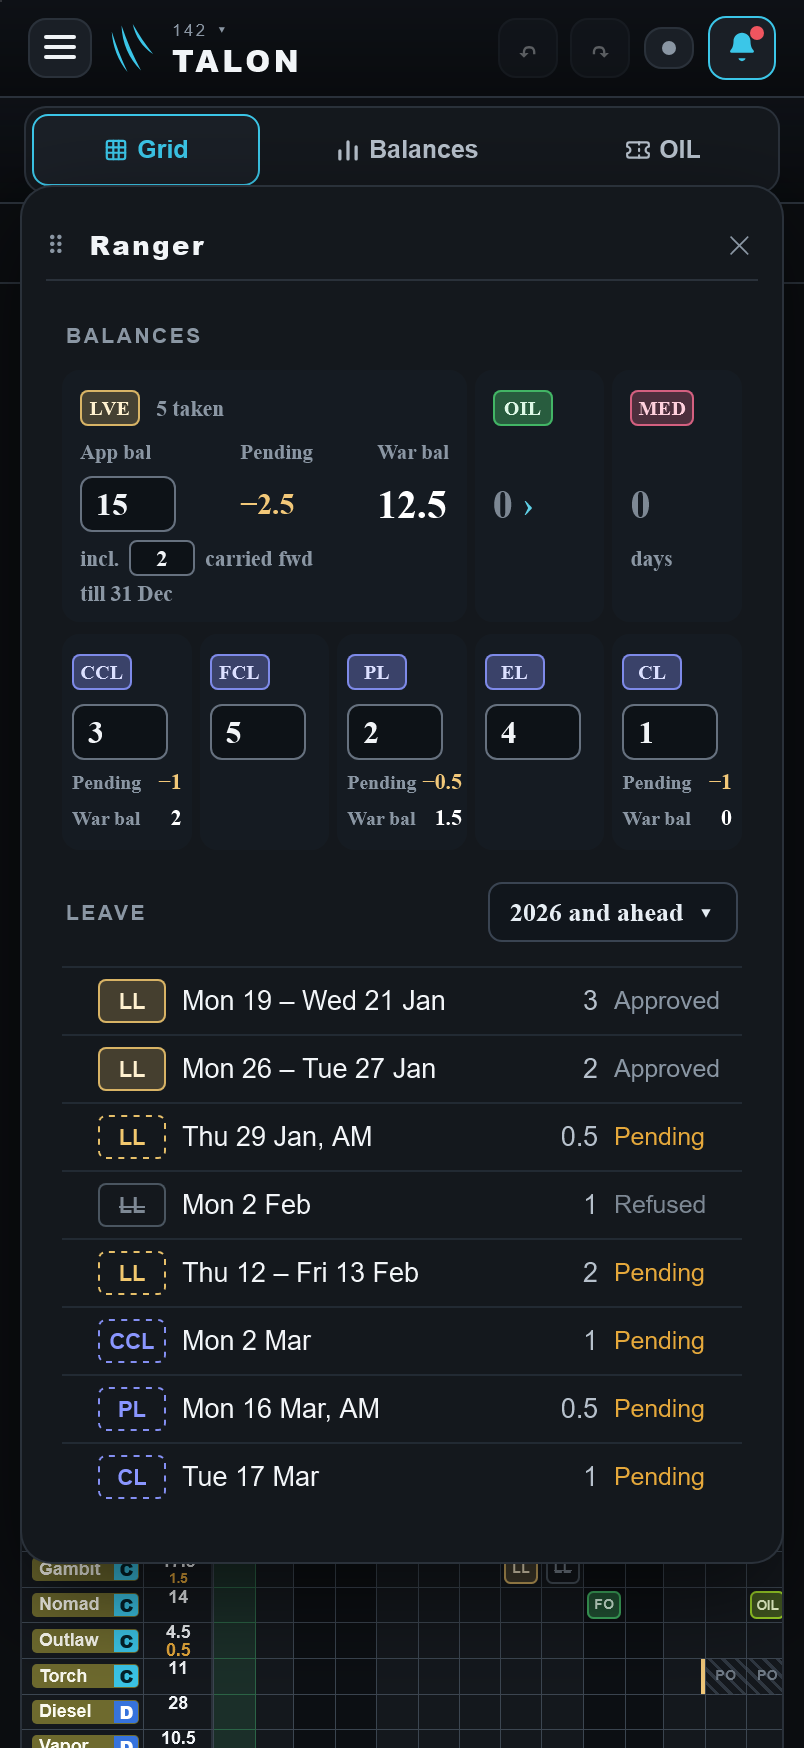 142 ▾
TALON
Grid
Balances
OIL
Ranger
BALANCES
LVE 5 taken
App bal Pending War bal
15 −2.5 12.5
incl. 2 carried fwd
till 31 Dec
OIL
0 ›
MED
0
days
CCL
3
Pending −1
War bal 2
FCL
5
PL
2
Pending −0.5
War bal 1.5
EL
4
CL
1
Pending −1
War bal 0
LEAVE
2026 and ahead ▼
LL Mon 19 – Wed 21 Jan 3 Approved
LL Mon 26 – Tue 27 Jan 2 Approved
LL Thu 29 Jan, AM 0.5 Pending
LL Mon 2 Feb 1 Refused
LL Thu 12 – Fri 13 Feb 2 Pending
CCL Mon 2 Mar 1 Pending
PL Mon 16 Mar, AM 0.5 Pending
CL Tue 17 Mar 1 Pending
Gambit C 1.5 LL LL
Nomad C 14 FO OIL
Outlaw C 4.5
0.5
Torch C 11 PO PO
Diesel D 28
Vapor D 10.5